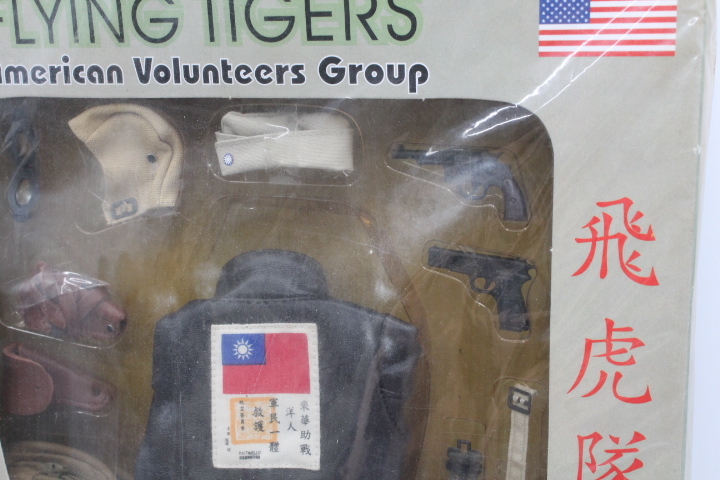 FLYING TIGERS
American Volunteers Group
飛虎隊
來華助戰
洋人
軍民一體
救護